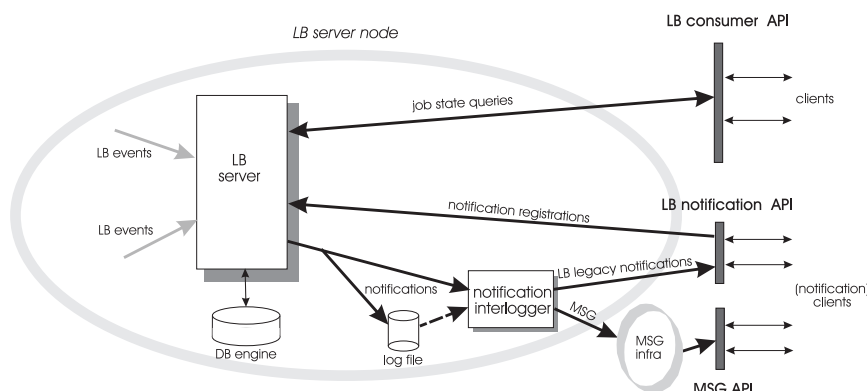 LB consumer API
LB server node
job state queries
clients
LB events
LB
server
notification registrations
LB notification API
LB events
LB legacy notifications
notifications
notification
interlogger
(notification)
clients
MSG
DB engine
log file
MSG
infra
MSG API